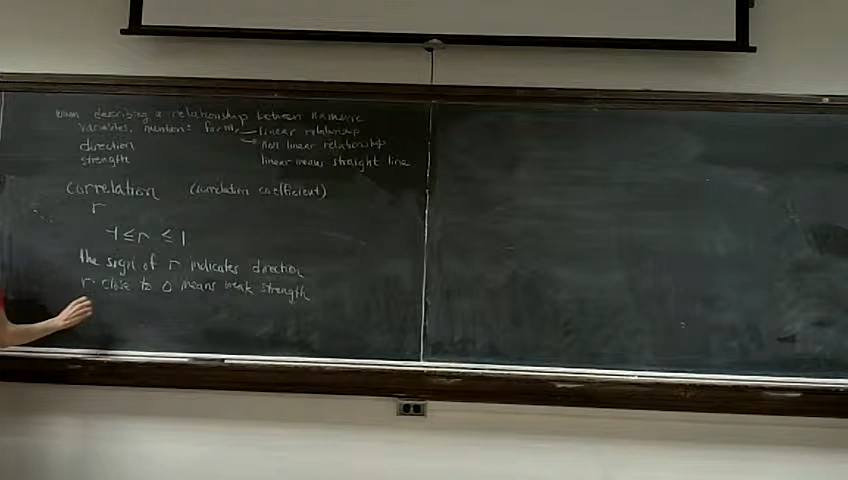 when describing a relationship between numeric
variables, mention: form, linear relationship
not linear relationship
direction
strength linear means straight line
correlation (correlation coefficient)
r
-1 ≤ r ≤ 1
the sign of r indicates direction
r close to 0 means weak strength